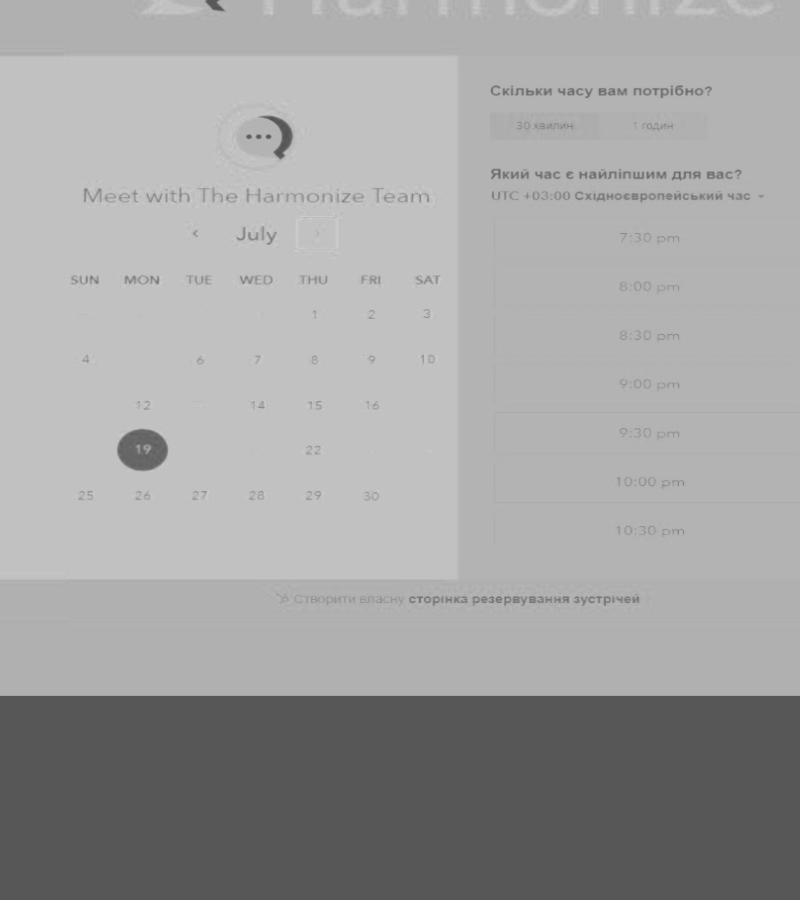 Harmonize
Meet with The Harmonize Team
‹ July ›
SUN MON TUE WED THU FRI SAT
1 2 3
4 6 7 8 9 10
12 14 15 16
19 22
25 26 27 28 29 30
Скільки часу вам потрібно?
30 хвилин 1 годин
Який час є найліпшим для вас?
UTC +03:00 Східноєвропейський час
7:30 pm
8:00 pm
8:30 pm
9:00 pm
9:30 pm
10:00 pm
10:30 pm
Створити власну сторінка резервування зустрічей